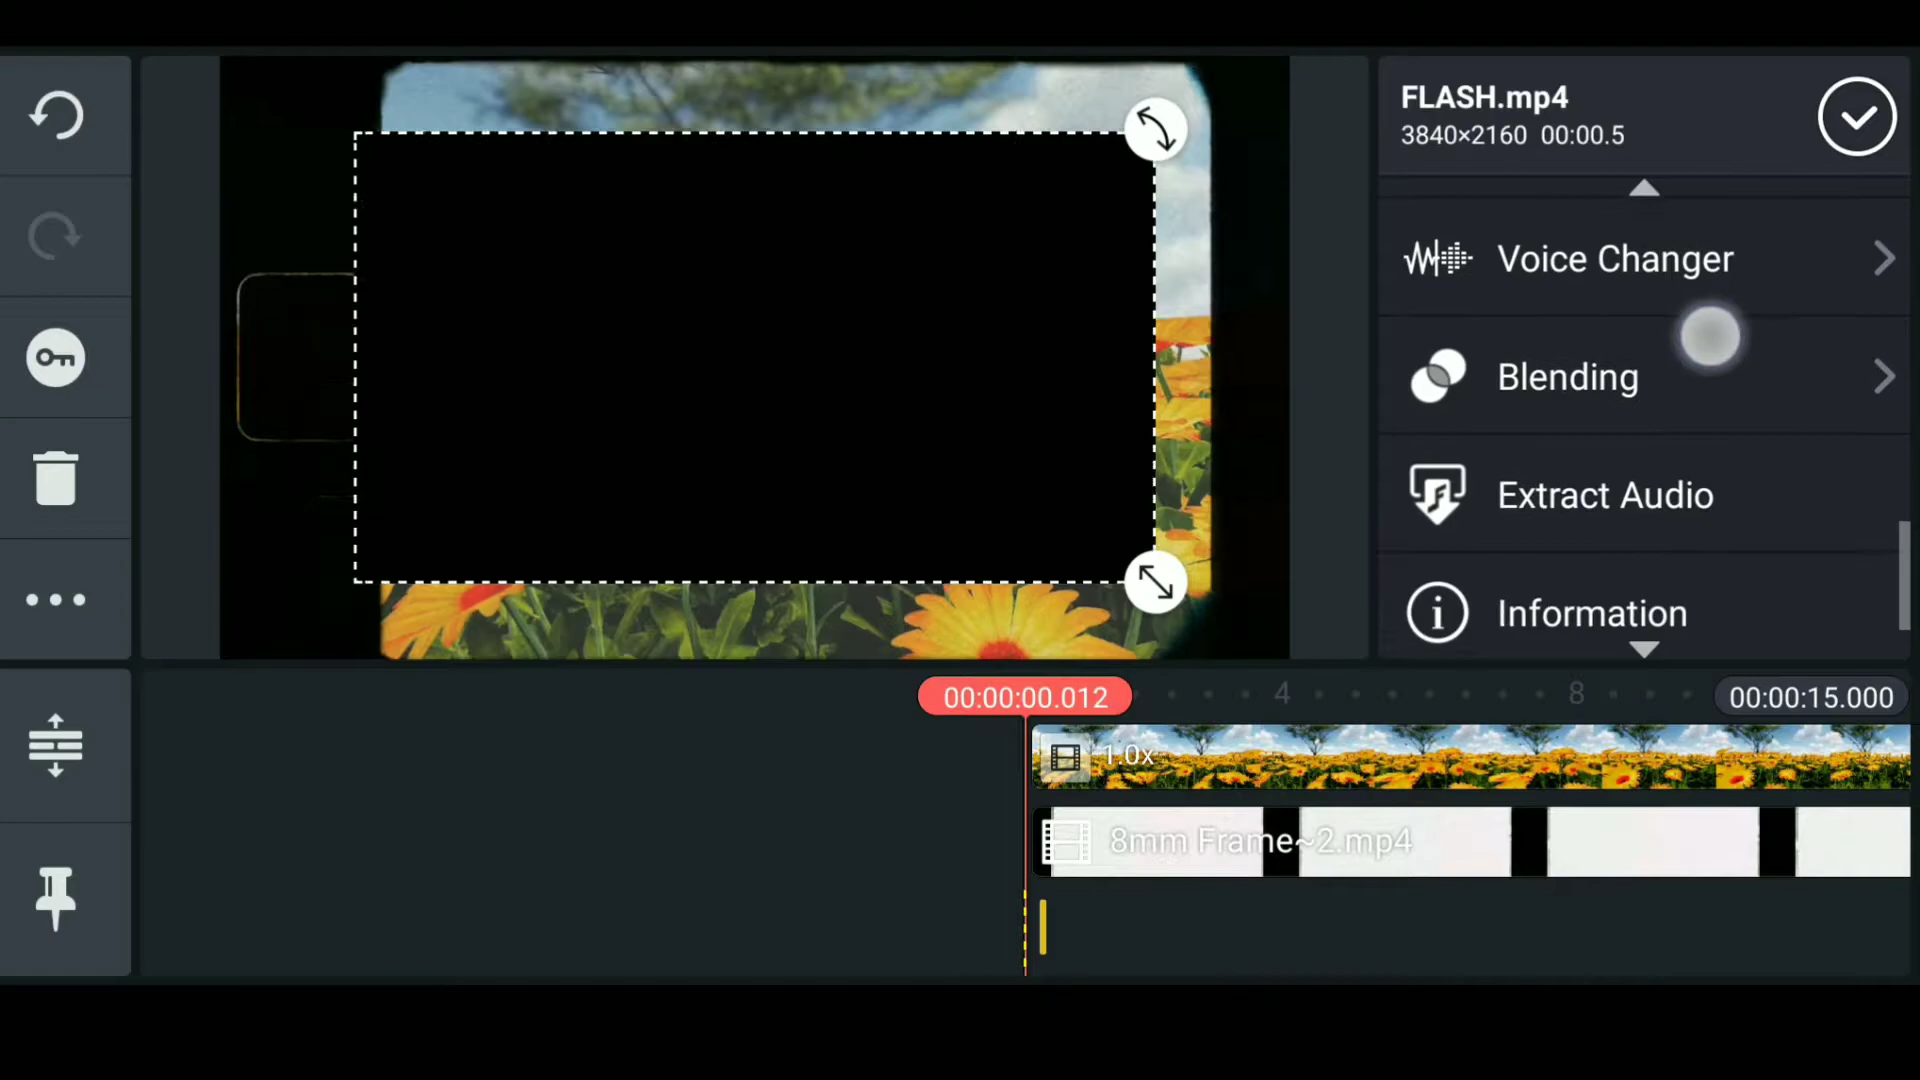 FLASH.mp4
3840×2160 00:00.5
Voice Changer
Blending
Extract Audio
Information
00:00:00.012
4
8
00:00:15.000
1.0x
8mm Frame~2.mp4